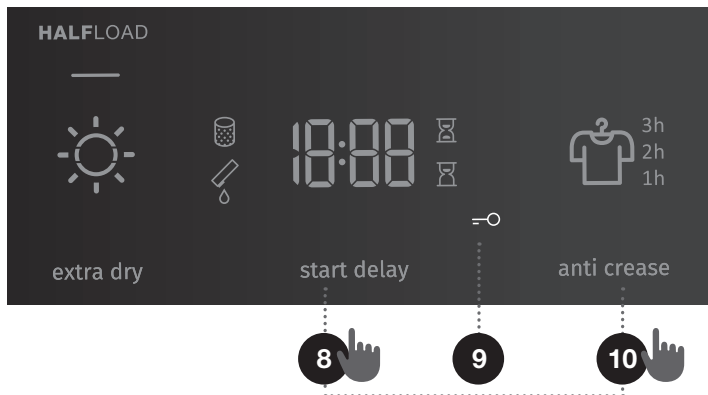 HALFLOAD
18:88
3h
2h
1h
extra dry
start delay
anti crease
8
9
10